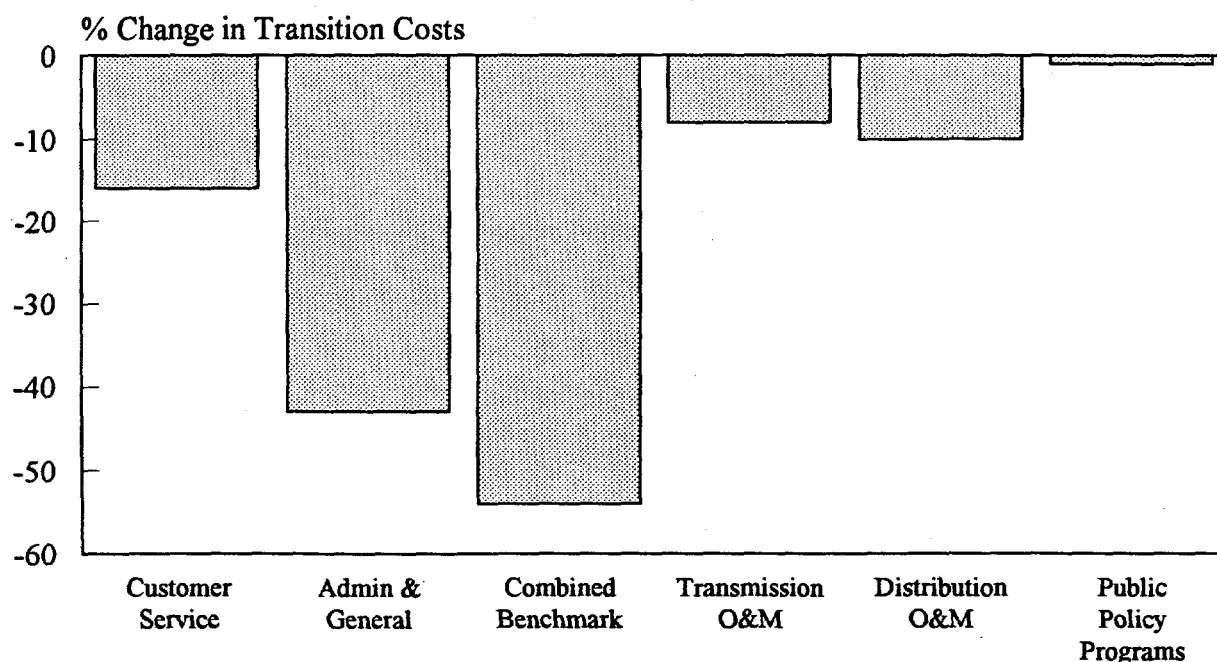 % Change in Transition Costs
0
-10
-20
-30
-40
-50
-60
Customer Service
Admin & General
Combined Benchmark
Transmission O&M
Distribution O&M
Public Policy Programs